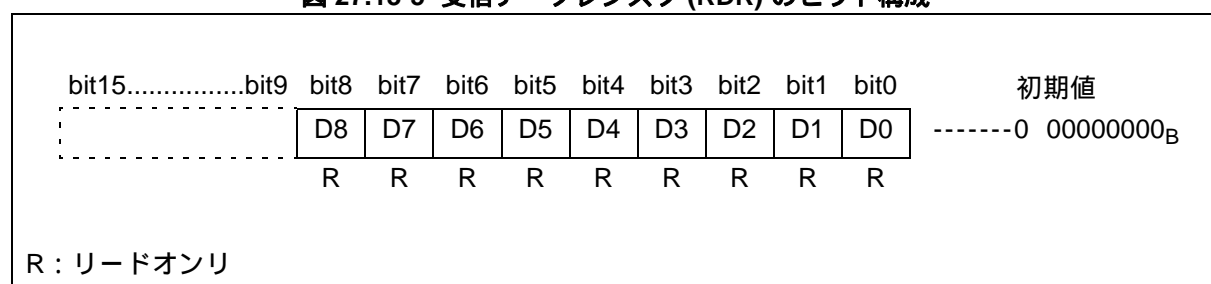 bit15................bit9 bit8 bit7 bit6 bit5 bit4 bit3 bit2 bit1 bit0 初期値
D8 D7 D6 D5 D4 D3 D2 D1 D0 -------0 00000000B
R R R R R R R R R
R：リードオンリ